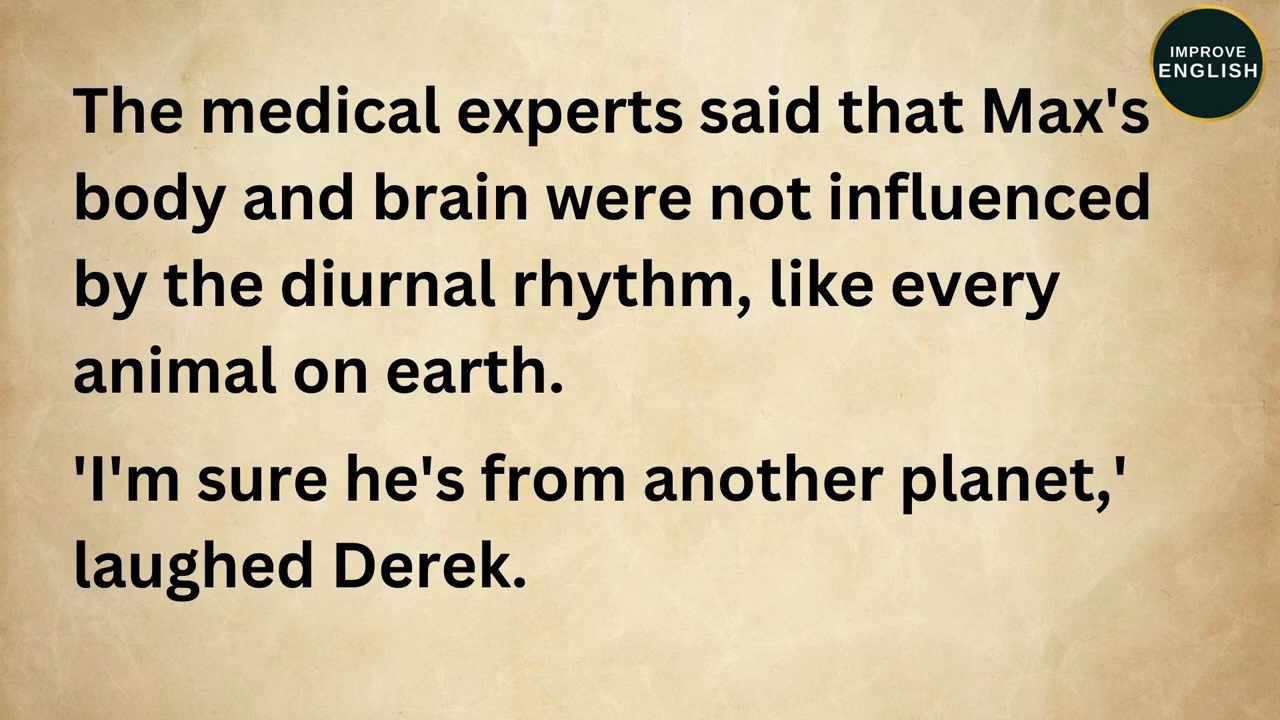 IMPROVE
ENGLISH
The medical experts said that Max's
body and brain were not influenced
by the diurnal rhythm, like every
animal on earth.
'I'm sure he's from another planet,'
laughed Derek.